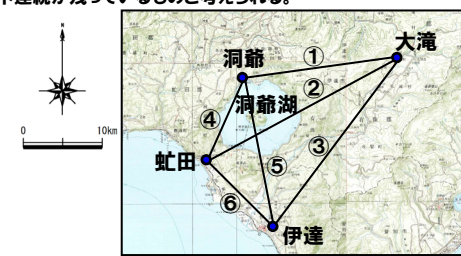 下連続が残っているものと考えられる。
① 大滝
洞爺
②
洞爺湖
④ ③
0 10km
虻田 ⑤
⑥
伊達